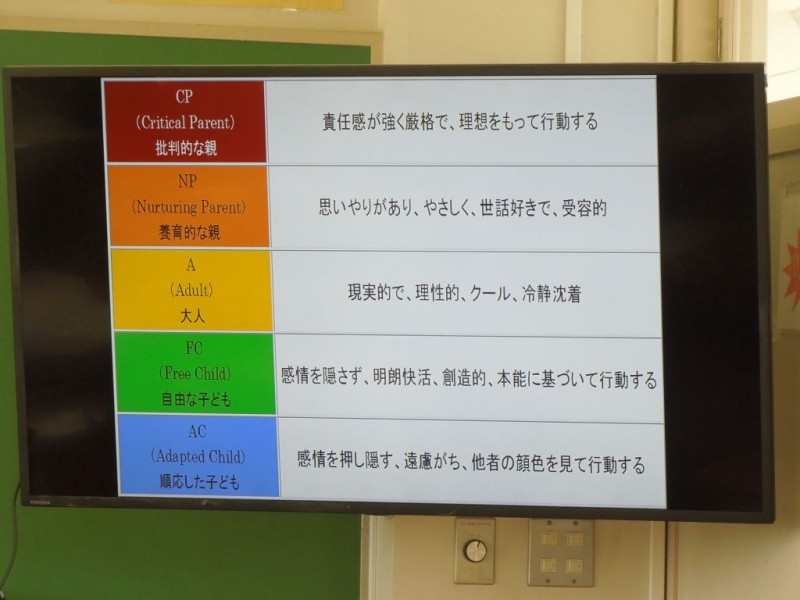 CP
(Critical Parent)
批判的な親
責任感が強く厳格で、理想をもって行動する
NP
(Nurturing Parent)
養育的な親
思いやりがあり、やさしく、世話好きで、受容的
A
(Adult)
大人
現実的で、理性的、クール、冷静沈着
FC
(Free Child)
自由な子ども
感情を隠さず、明朗快活、創造的、本能に基づいて行動する
AC
(Adapted Child)
順応した子ども
感情を押し隠す、遠慮がち、他者の顔色を見て行動する
TOSHIBA